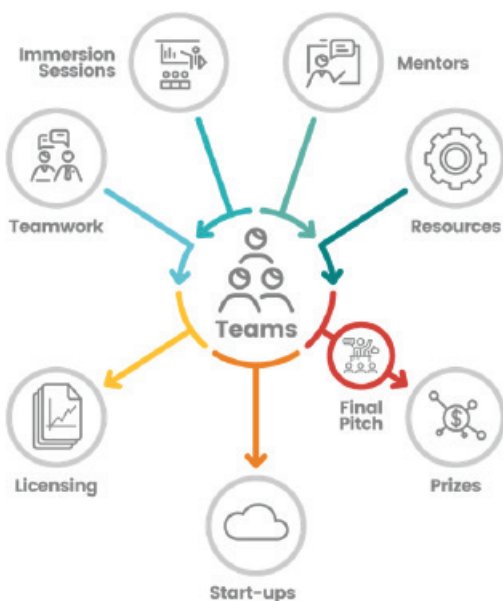 Immersion
Sessions
Mentors
Teamwork
Resources
Teams
Final
Pitch
Licensing
Prizes
Start-ups
$